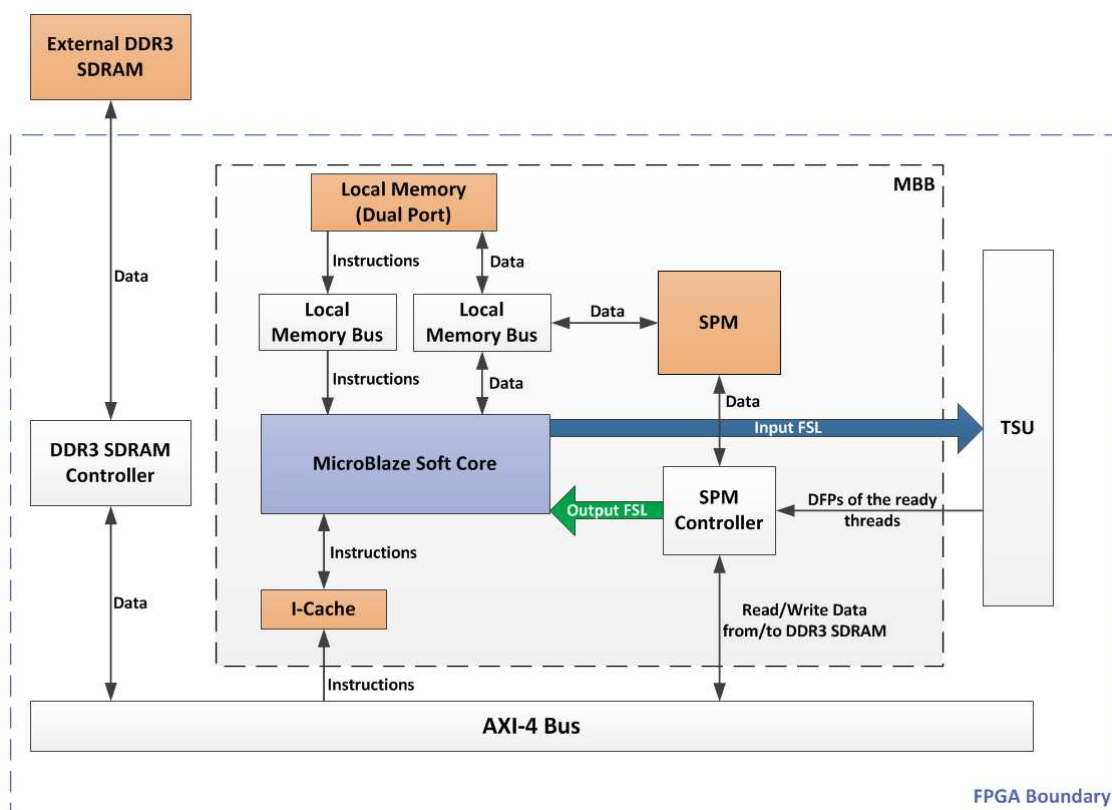 External DDR3
SDRAM
MBB
Local Memory
(Dual Port)
Instructions
Data
Data
Local
Memory Bus
Local
Memory Bus
Data
SPM
Instructions
Data
Data
Input FSL
TSU
DDR3 SDRAM
Controller
MicroBlaze Soft Core
Output FSL
SPM
Controller
DFPs of the ready
threads
Instructions
Data
I-Cache
Read/Write Data
from/to DDR3 SDRAM
Instructions
AXI-4 Bus
FPGA Boundary